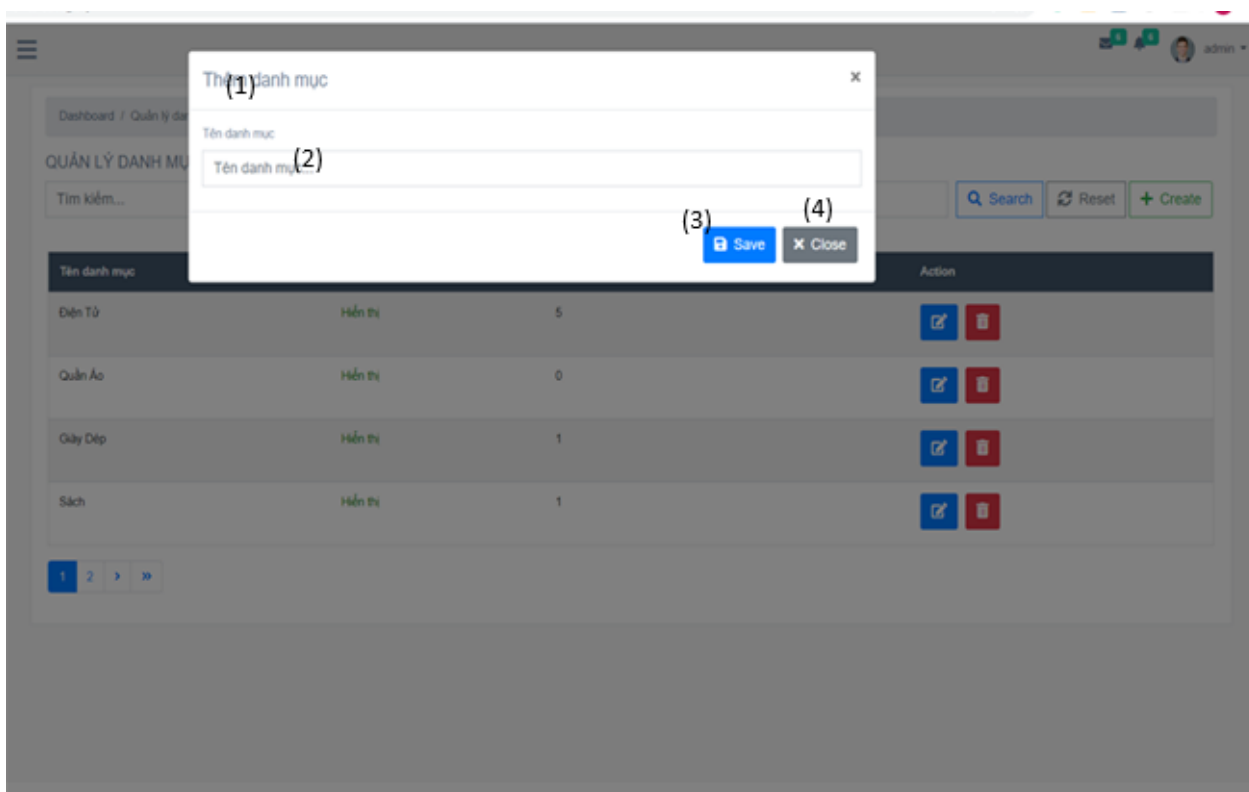 admin
Thêm danh mục
×
(1)
Dashboard / Quản lý
Tên danh mục
QUẢN LÝ DANH
Tên danh mục...
(2)
Tìm kiếm...
Search
Reset
Create
(3)
(4)
Save
Close
Tên danh mục
Action
Điện Tử
Hiển thị
5
Quần Áo
Hiển thị
0
Giày Dép
Hiển thị
1
Sách
Hiển thị
1
1 2 › »